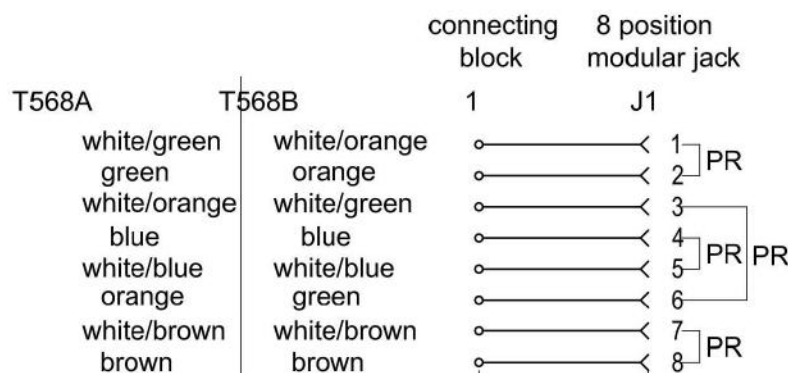 connecting 8 position
block modular jack
T568A T568B 1 J1
white/green white/orange 1
green orange 2 PR
white/orange white/green 3
blue blue 4
white/blue white/blue 5 PR PR
orange green 6
white/brown white/brown 7
brown brown 8 PR